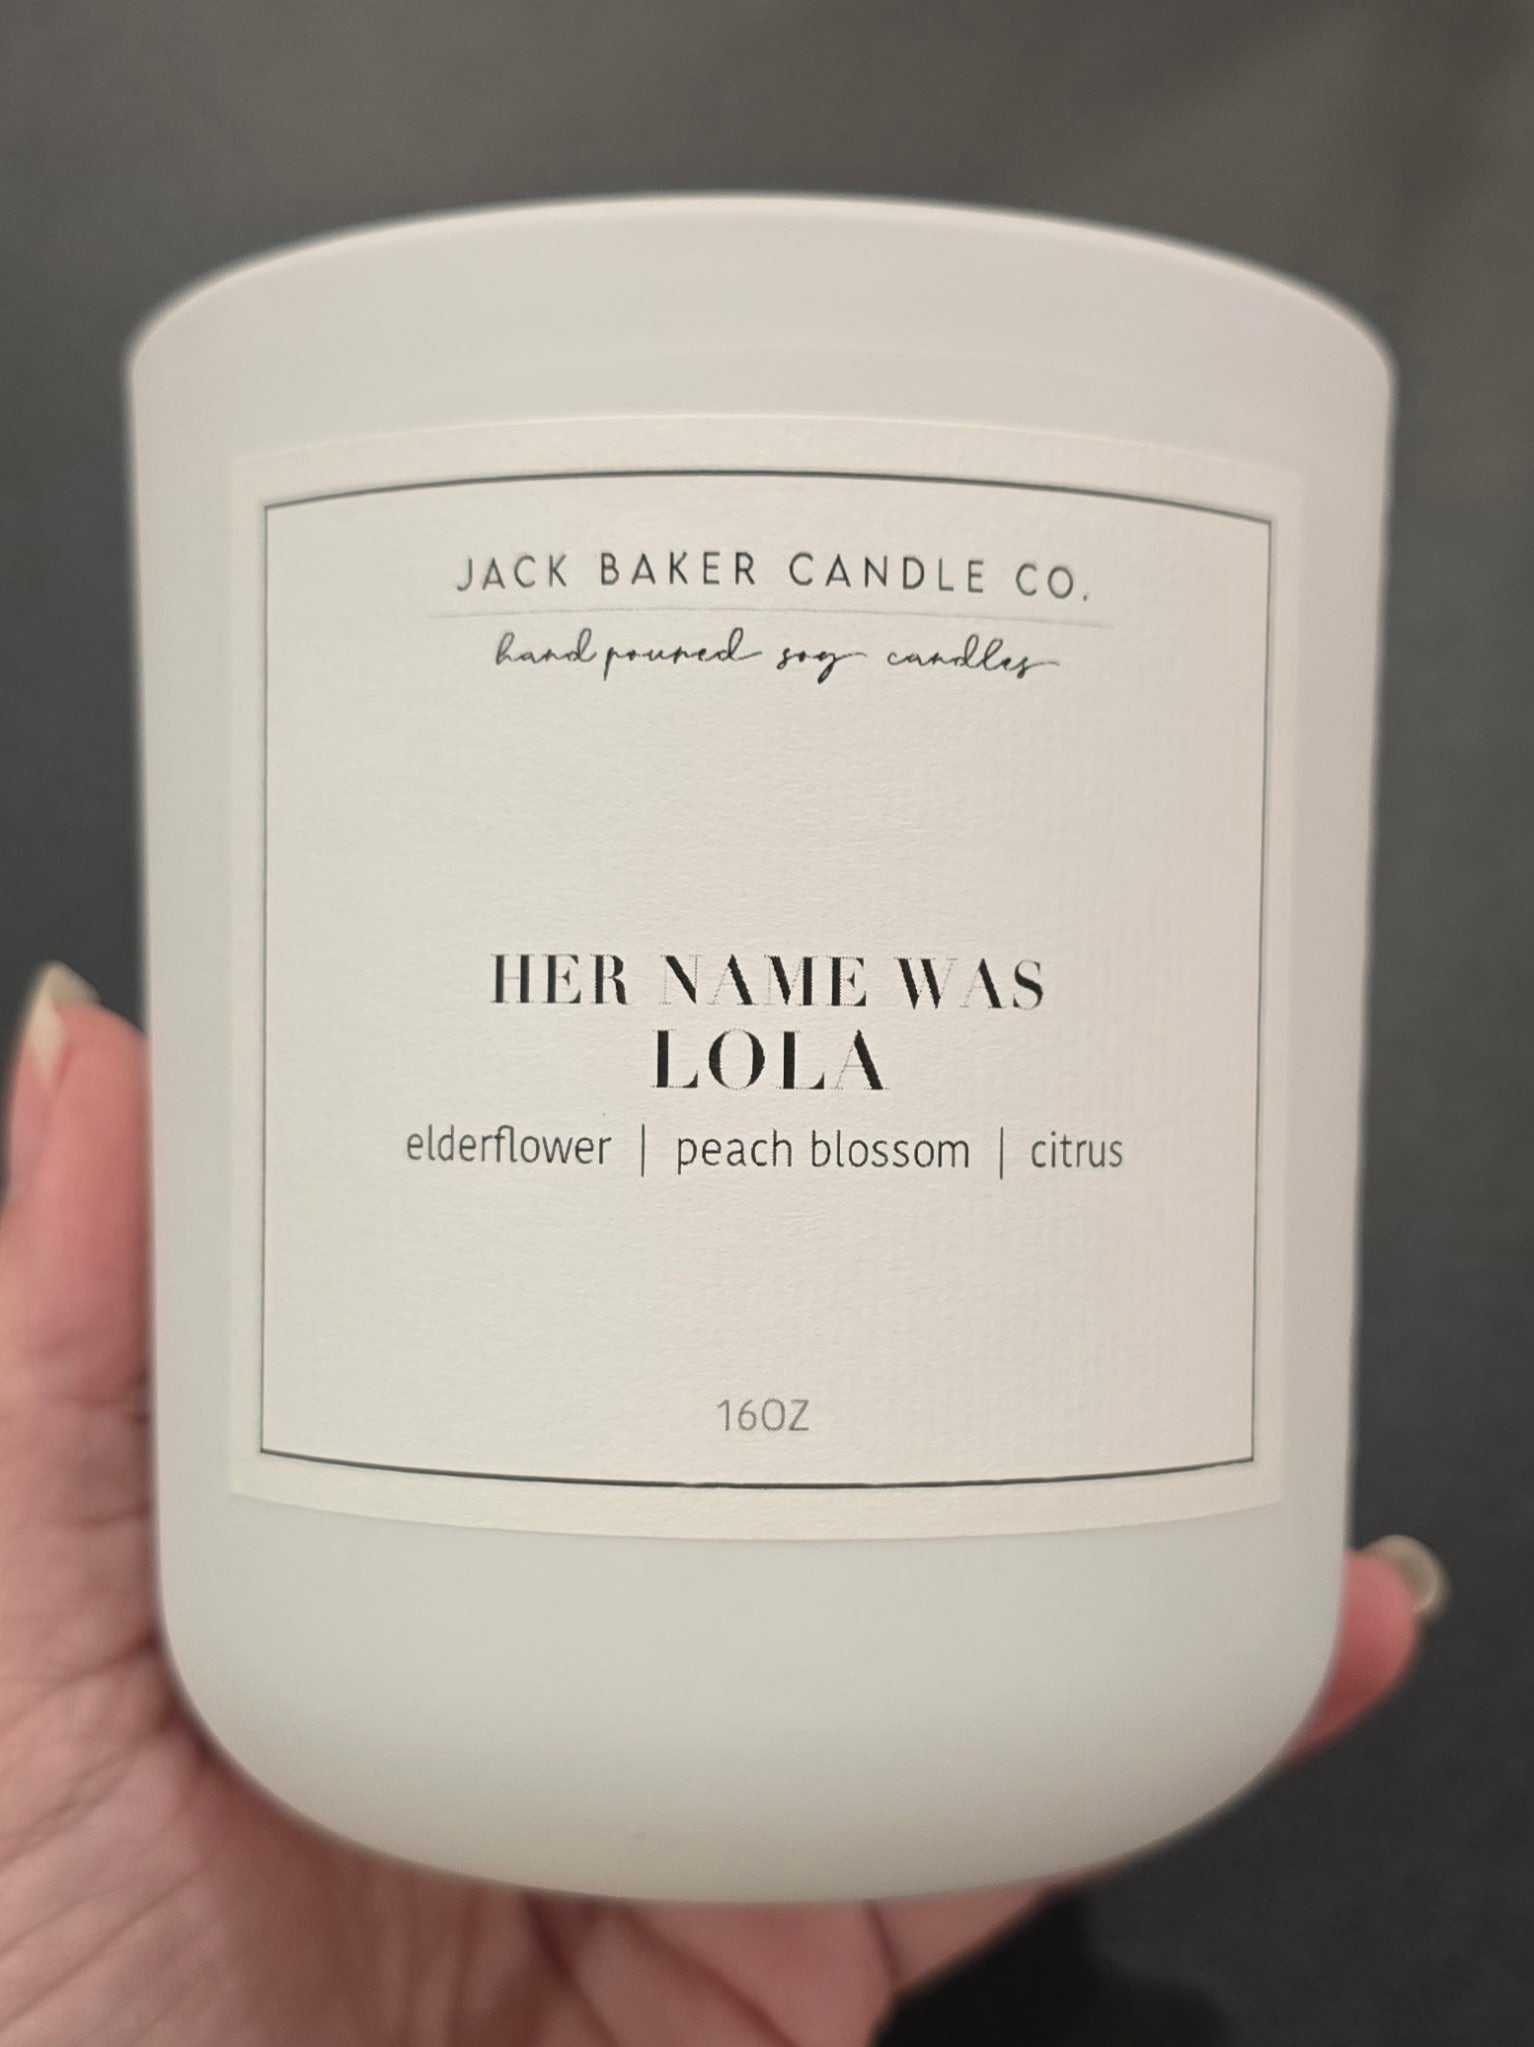 JACK BAKER CANDLE CO.
hand poured soy candles
HER NAME WAS
LOLA
elderflower | peach blossom | citrus
16OZ